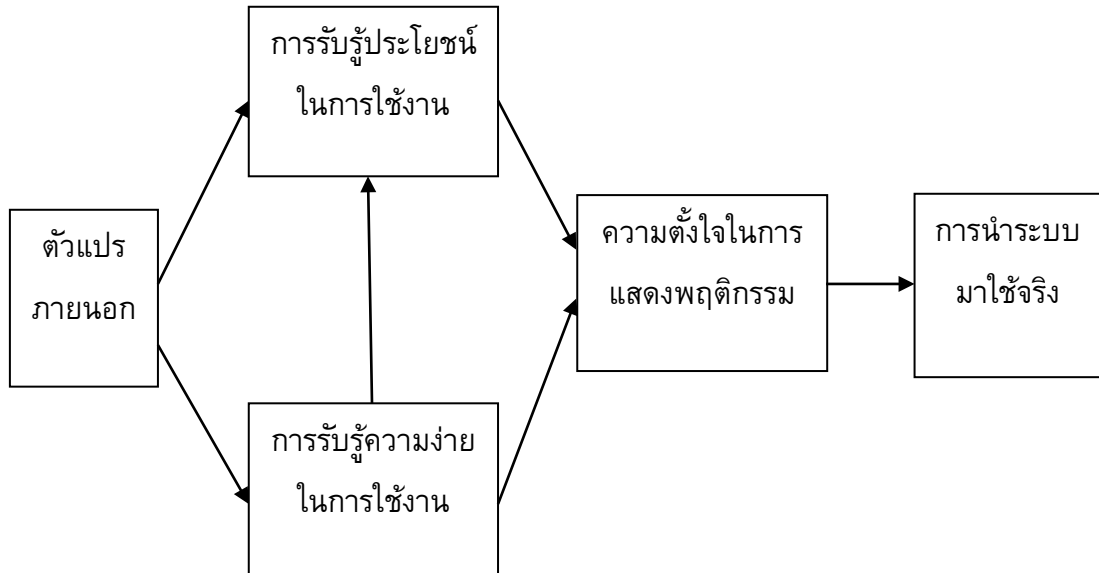 การรับรู้ประโยชน์
ในการใช้งาน
ตัวแปร
ภายนอก
ความตั้งใจในการ
แสดงพฤติกรรม
การนำระบบ
มาใช้จริง
การรับรู้ความง่าย
ในการใช้งาน